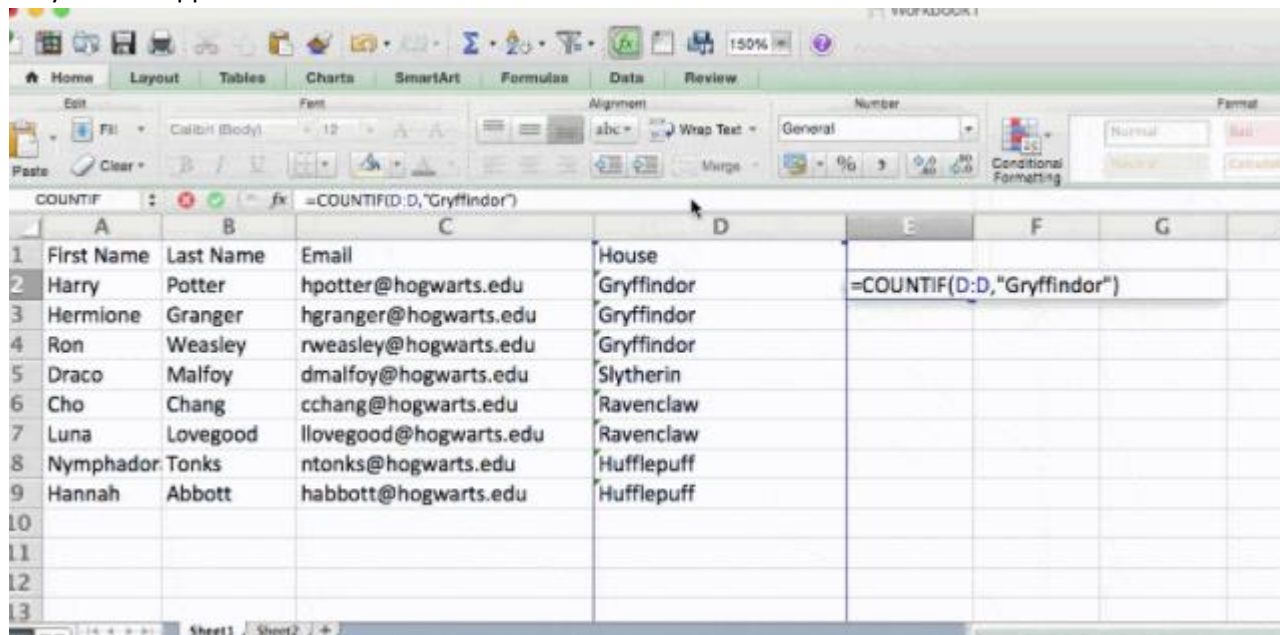 150%
Home Layout Tables Charts SmartArt Formulas Data Review
Edit Font Alignment Number Format
Fill Calibri (Body) 12 A A abc Wrap Text General Normal Bad
Paste Clear B I U A Merge % Conditional Formatting Neutral
COUNTIF fx =COUNTIF(D:D,"Gryffindor")
A B C D E F G
1 First Name Last Name Email House
2 Harry Potter hpotter@hogwarts.edu Gryffindor =COUNTIF(D:D,"Gryffindor")
3 Hermione Granger hgranger@hogwarts.edu Gryffindor
4 Ron Weasley rweasley@hogwarts.edu Gryffindor
5 Draco Malfoy dmalfoy@hogwarts.edu Slytherin
6 Cho Chang cchang@hogwarts.edu Ravenclaw
7 Luna Lovegood llovegood@hogwarts.edu Ravenclaw
8 Nymphador Tonks ntonks@hogwarts.edu Hufflepuff
9 Hannah Abbott habbott@hogwarts.edu Hufflepuff
10
11
12
13
Sheet1 Sheet2 +